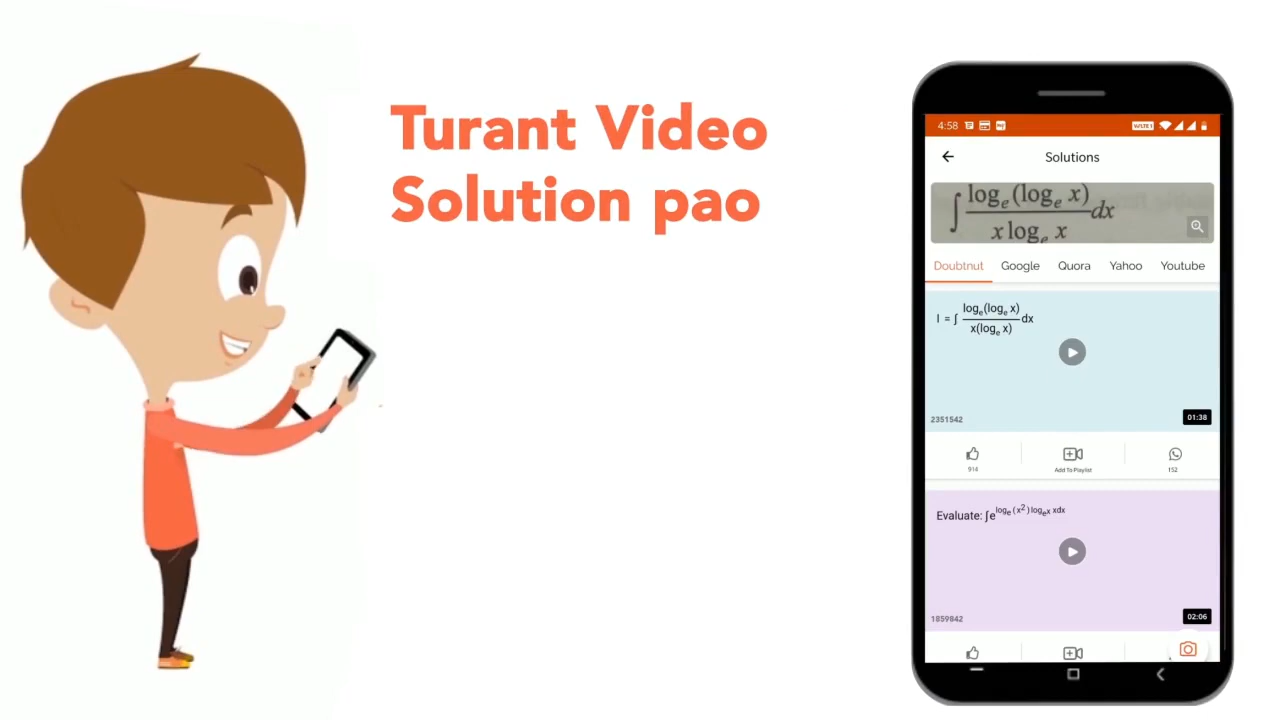 Turant Video
Solution pao
4:58
Solutions
∫ logₑ(logₑ x) / x logₑ x dx
Doubtnut Google Quora Yahoo Youtube
I = ∫ logₑ(logₑ x) / x(logₑ x) dx
2351542 01:38
914 Add To Playlist 152
Evaluate: ∫e^logₑ(x²)logₑx xdx
1859842 02:06